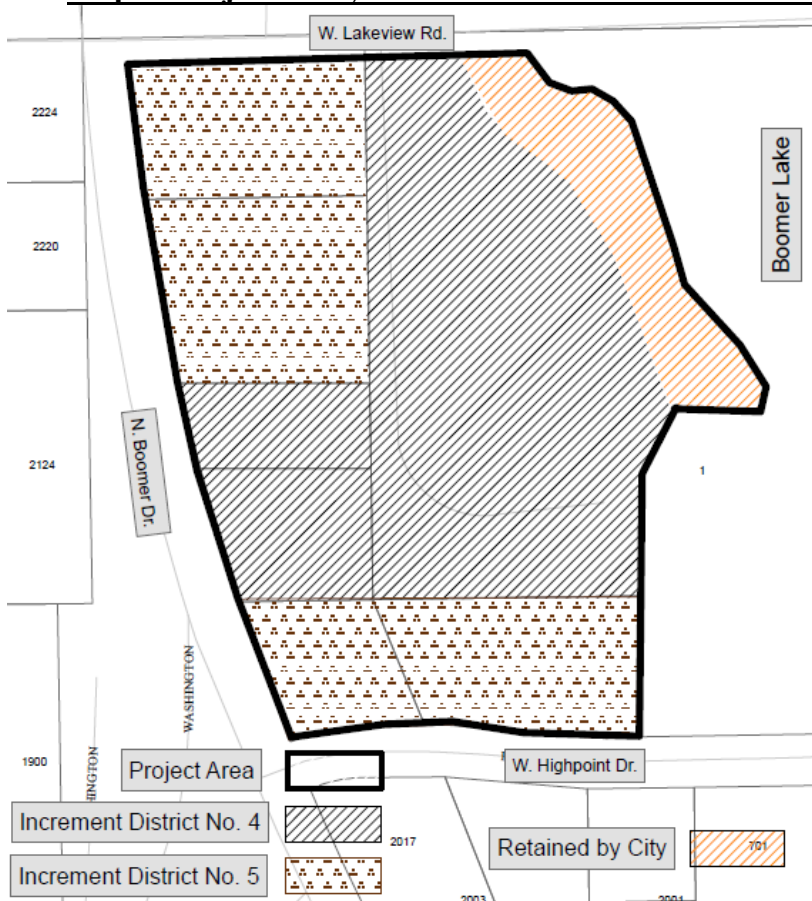 W. Lakeview Rd.
2224
Boomer Lake
2220
N. Boomer Dr.
2124
1
WASHINGTON
1900
HINGTON
Project Area
W. Highpoint Dr.
Increment District No. 4
2017
Retained by City
701
Increment District No. 5
2003
2001